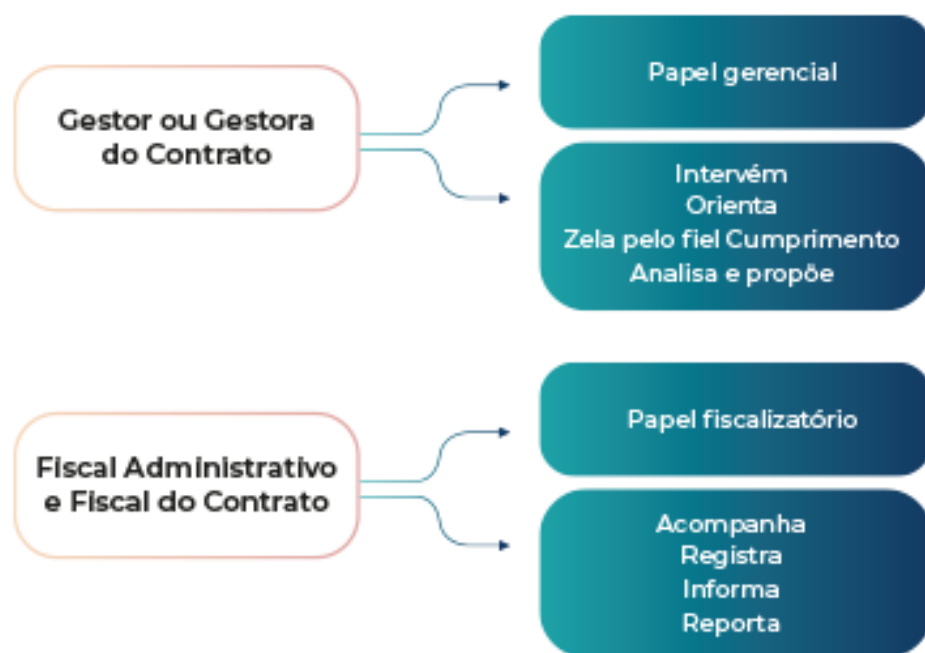 Gestor ou Gestora
do Contrato
Papel gerencial
Intervém
Orienta
Zela pelo fiel Cumprimento
Analisa e propõe
Fiscal Administrativo
e Fiscal do Contrato
Papel fiscalizatório
Acompanha
Registra
Informa
Reporta